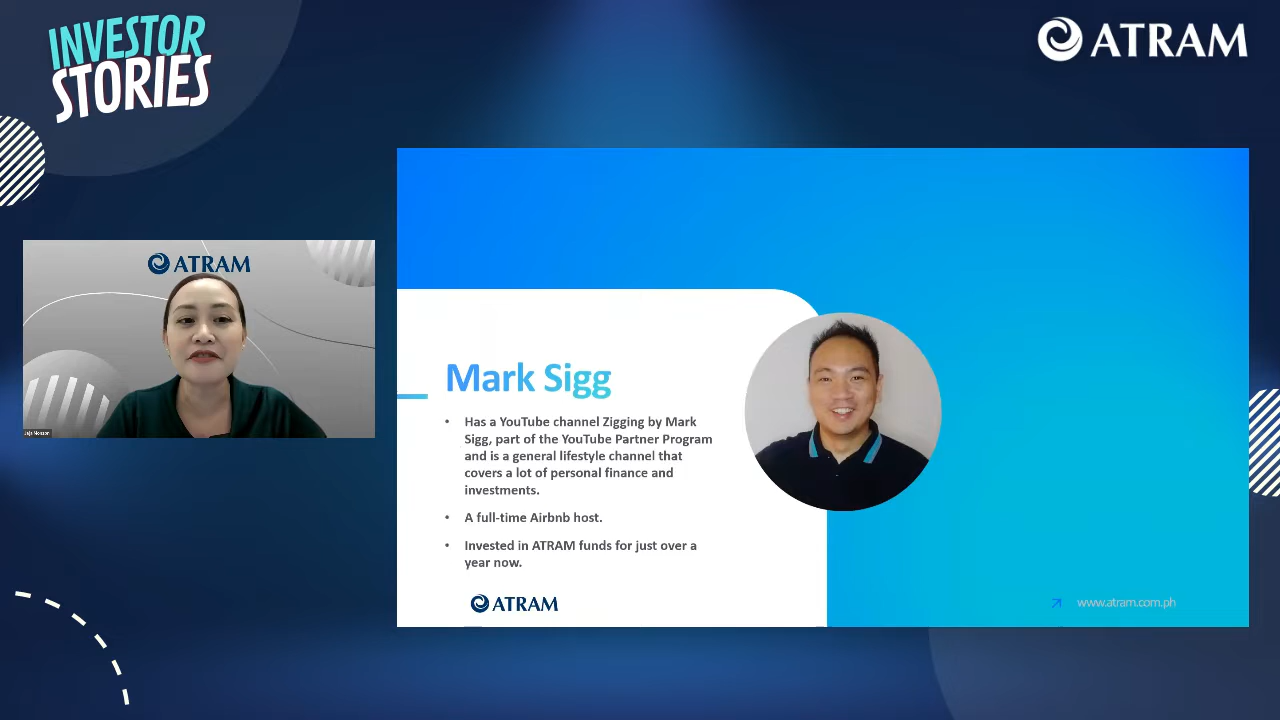 INVESTOR
STORIES
ATRAM
ATRAM
Mark Sigg
• Has a YouTube channel Zigging by Mark
Sigg, part of the YouTube Partner Program
and is a general lifestyle channel that
covers a lot of personal finance and
investments.
• A full-time Airbnb host.
• Invested in ATRAM funds for just over a
year now.
ATRAM
www.atram.com.ph